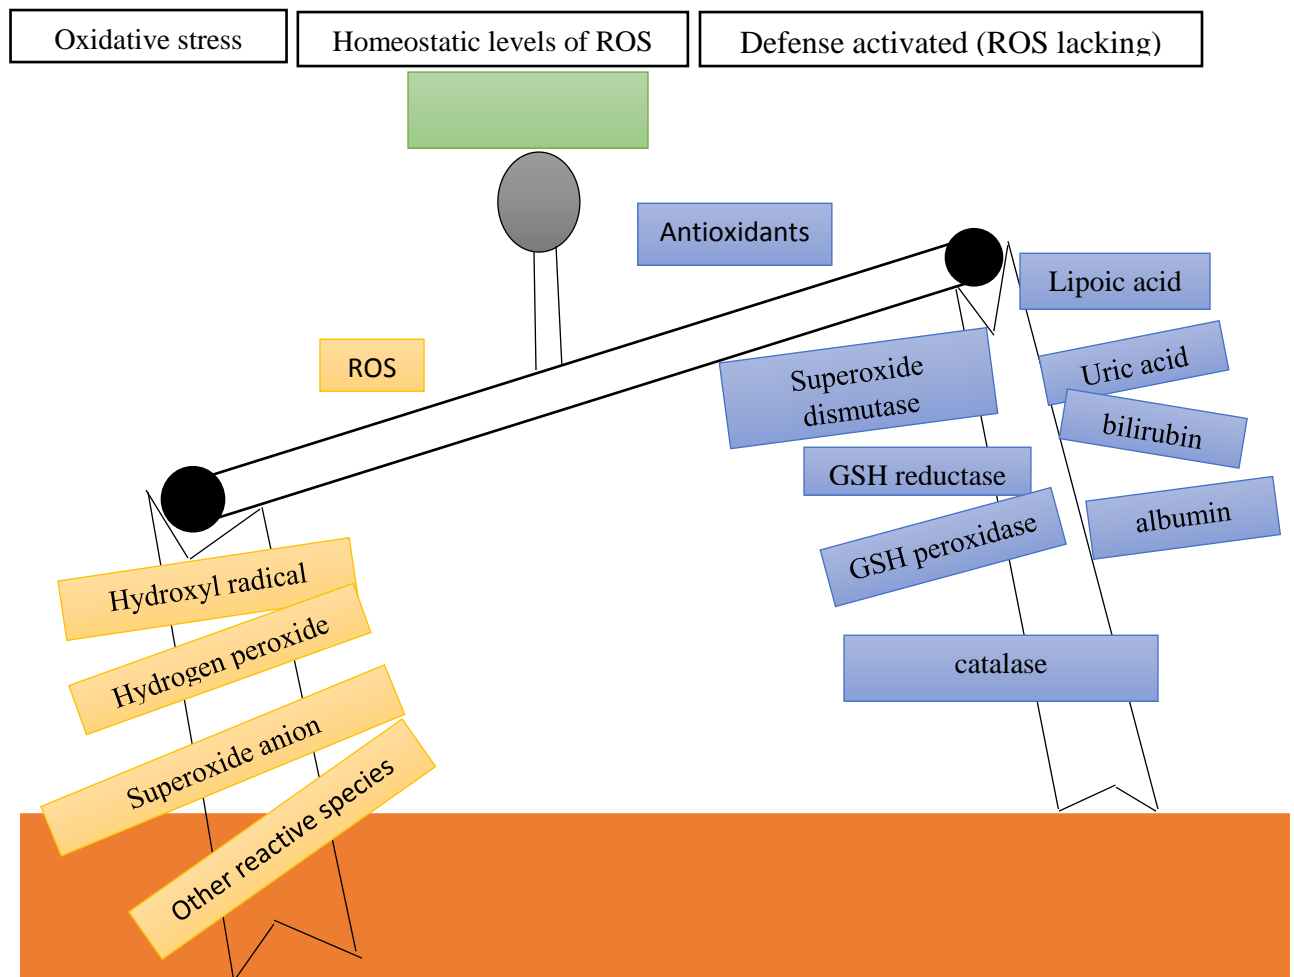 Oxidative stress
Homeostatic levels of ROS
Defense activated (ROS lacking)
Antioxidants
ROS
Lipoic acid
Uric acid
bilirubin
albumin
Superoxide
dismutase
GSH reductase
GSH peroxidase
catalase
Hydroxyl radical
Hydrogen peroxide
Superoxide anion
Other reactive species